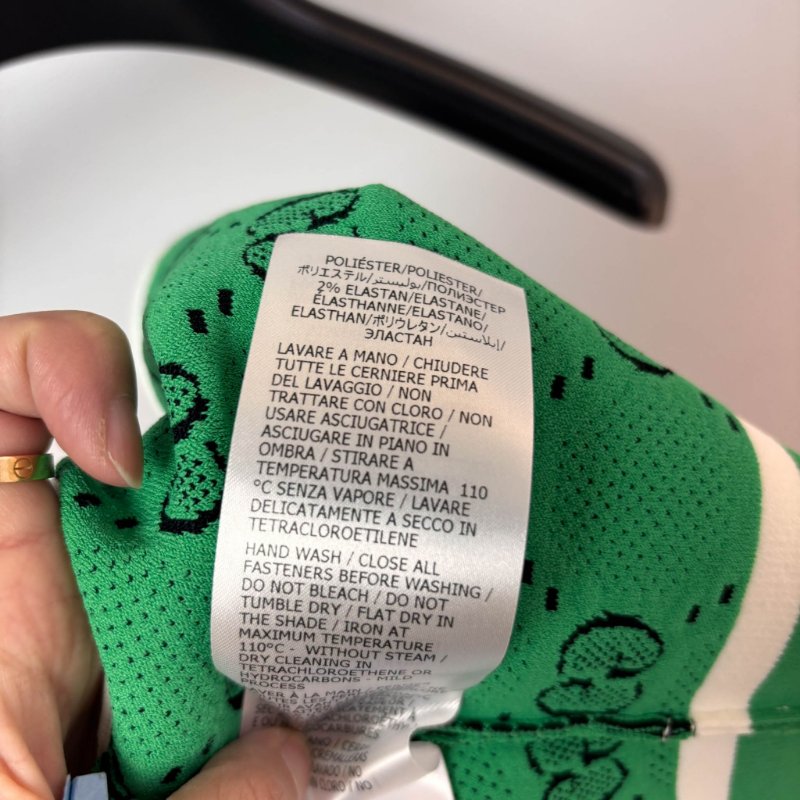 POLIÉSTER/POLIESTER/
ポリエステル/بوليستر/ПОЛИЭСТЕР
2% ELASTAN/ELASTANE/
ÉLASTHANNE/ELASTANO/
ELASTHAN/ポリウレタン/إيلاستين/
ЭЛАСТАН
LAVARE A MANO / CHIUDERE
TUTTE LE CERNIERE PRIMA
DEL LAVAGGIO / NON
TRATTARE CON CLORO / NON
USARE ASCIUGATRICE /
ASCIUGARE IN PIANO IN
OMBRA / STIRARE A
TEMPERATURA MASSIMA 110
°C SENZA VAPORE / LAVARE
DELICATAMENTE A SECCO IN
TETRACLOROETILENE
HAND WASH / CLOSE ALL
FASTENERS BEFORE WASHING /
DO NOT BLEACH / DO NOT
TUMBLE DRY / FLAT DRY IN
THE SHADE / IRON AT
MAXIMUM TEMPERATURE
110°C - WITHOUT STEAM /
DRY CLEANING IN
TETRACHLOROETHENE OR
HYDROCARBONS - MILD
PROCESS
À LA MAIN